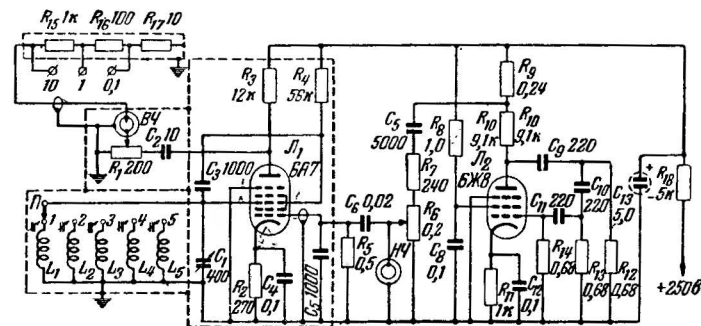 R15 1к R16 100 R17 10
10 1 0,1
ВЧ
C2 10
R1 200
R3
12к
R4
56к
C3 1000
Л1
6А7
П
1 2 3 4 5
L1 L2 L3 L4 L5
C1
400
R2
270
C4
0,1
C5 1000
R5
0,5
C6 0,02
НЧ
C5
5000
R7
240
R6
0,2
R8
1,0
C8
0,1
R9
0,24
R10
9,1к
R10
9,1к
Л2
6Ж8
C9 220
C10
220
C11 220
R11
1к
C12
0,1
R14
0,68
R13
0,68
R12
0,68
C13
5,0
+
-
R18
5к
+250в